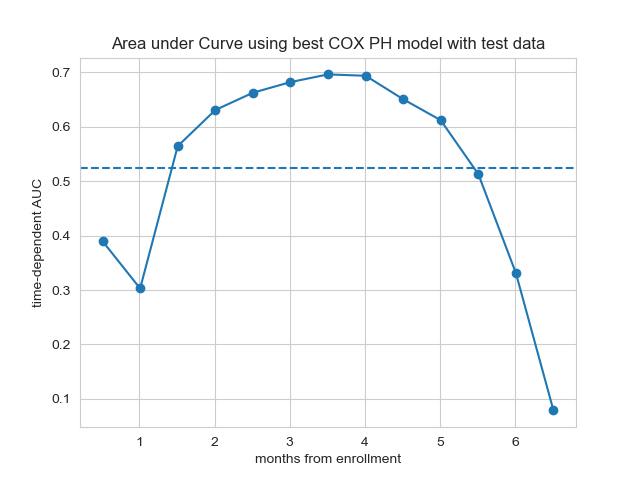 Area under Curve using best COX PH model with test data
time-dependent AUC
0.7
0.6
0.5
0.4
0.3
0.2
0.1
1 2 3 4 5 6
months from enrollment